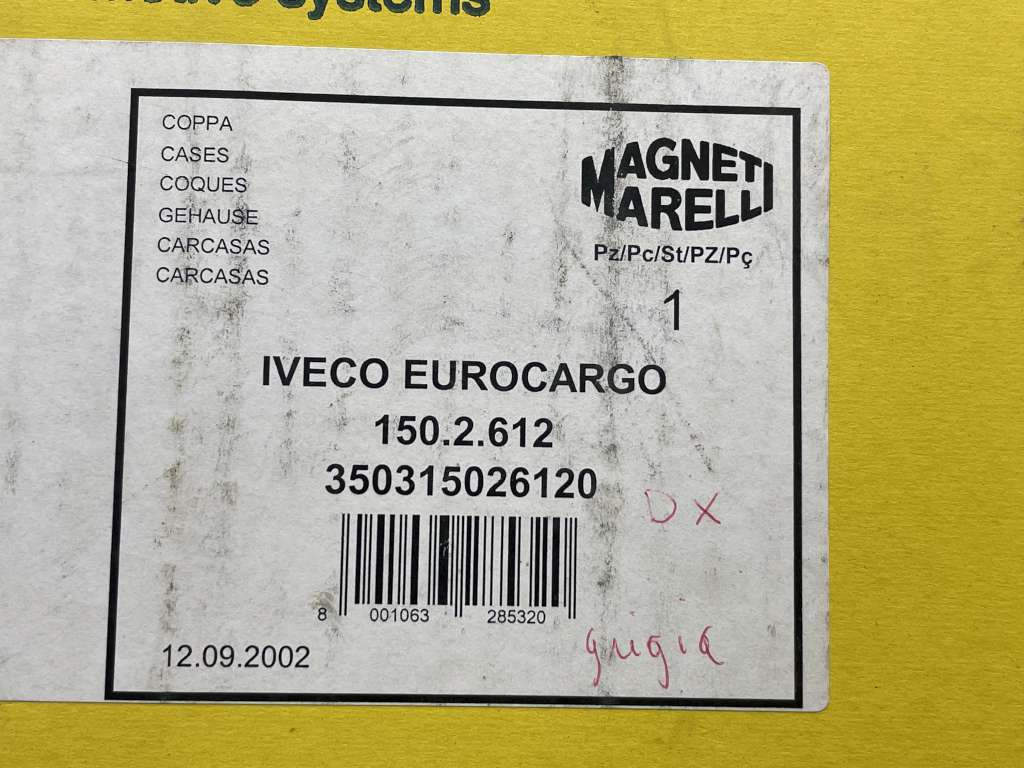 systems
COPPA
CASES
COQUES
GEHAUSE
CARCASAS
CARCASAS
MAGNETI
MARELLI
Pz/Pc/St/PZ/Pç
1
IVECO EUROCARGO
150.2.612
350315026120
DX
8 001063 285320
grigia
12.09.2002